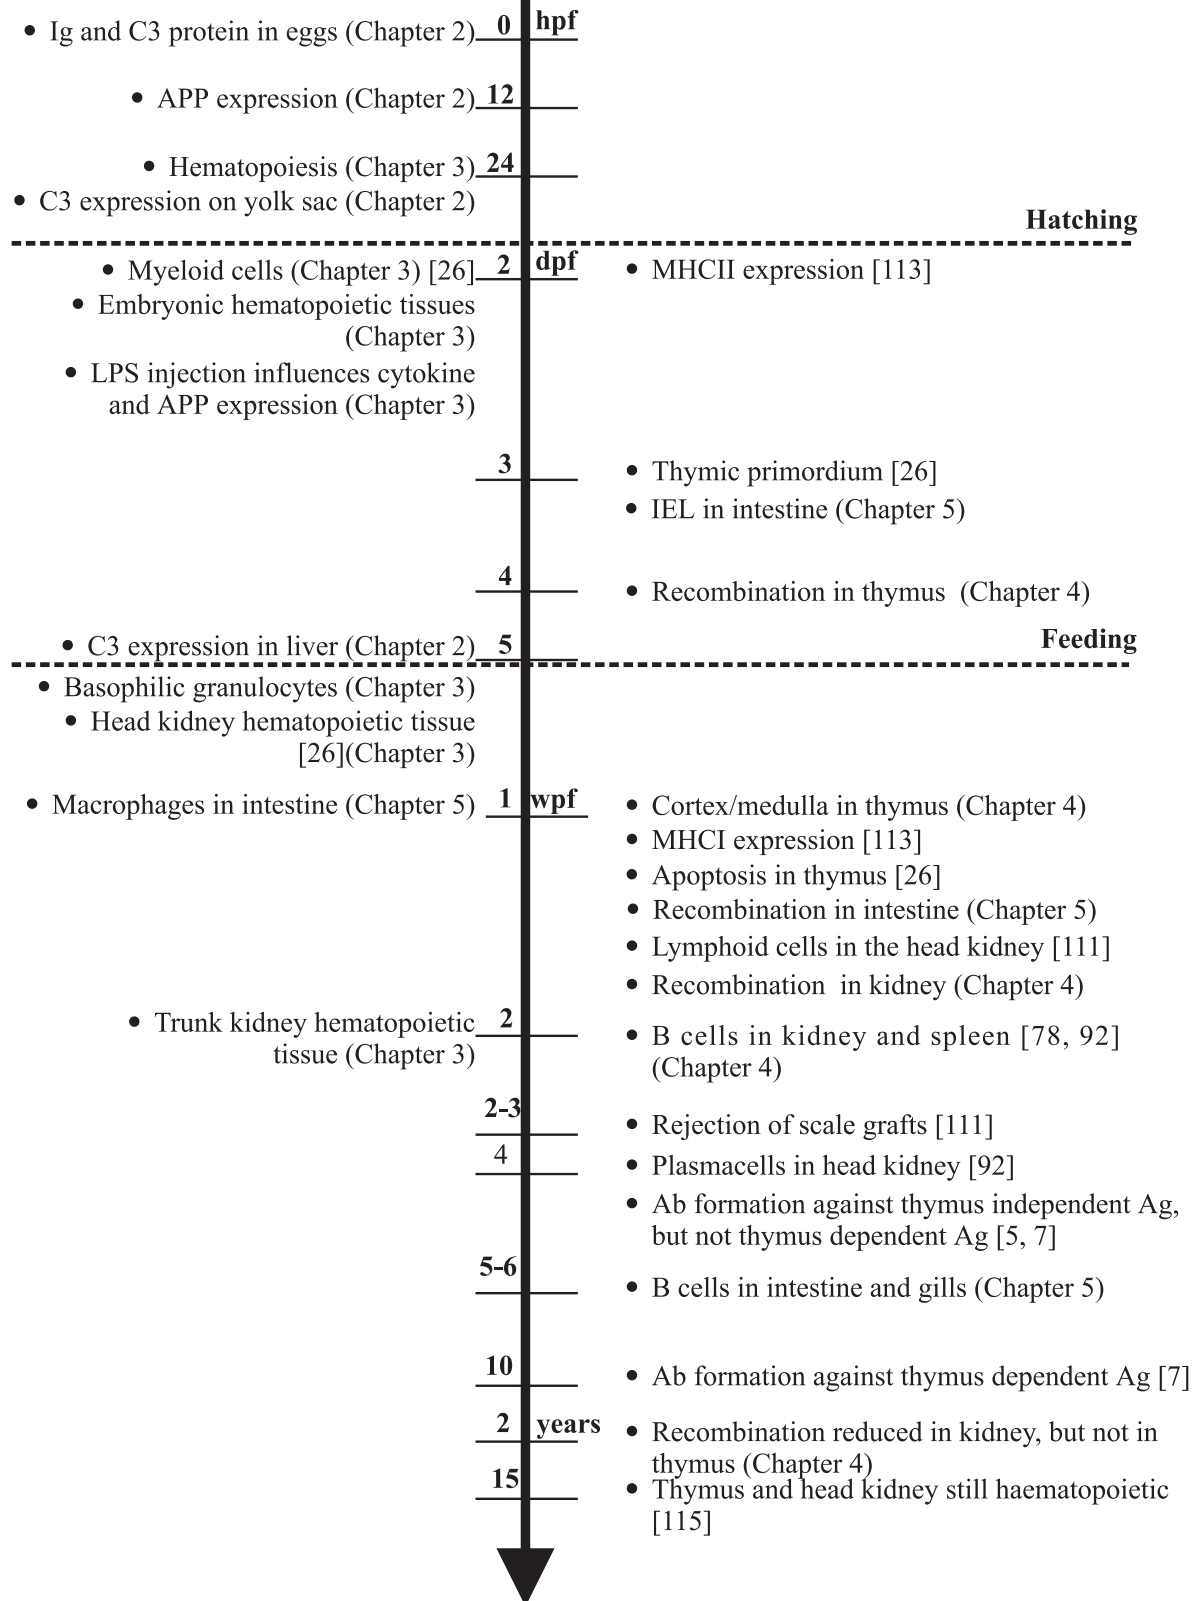 • Ig and C3 protein in eggs (Chapter 2) 0 hpf
• APP expression (Chapter 2) 12
• Hematopoiesis (Chapter 3) 24
• C3 expression on yolk sac (Chapter 2)
Hatching
• Myeloid cells (Chapter 3) [26] 2 dpf • MHCII expression [113]
• Embryonic hematopoietic tissues
(Chapter 3)
• LPS injection influences cytokine
and APP expression (Chapter 3)
3 • Thymic primordium [26]
• IEL in intestine (Chapter 5)
4 • Recombination in thymus (Chapter 4)
Feeding
• C3 expression in liver (Chapter 2) 5
• Basophilic granulocytes (Chapter 3)
• Head kidney hematopoietic tissue
[26](Chapter 3)
• Macrophages in intestine (Chapter 5) 1 wpf • Cortex/medulla in thymus (Chapter 4)
• MHCI expression [113]
• Apoptosis in thymus [26]
• Recombination in intestine (Chapter 5)
• Lymphoid cells in the head kidney [111]
• Recombination in kidney (Chapter 4)
• Trunk kidney hematopoietic 2 • B cells in kidney and spleen [78, 92]
tissue (Chapter 3) (Chapter 4)
2-3 • Rejection of scale grafts [111]
4 • Plasmacells in head kidney [92]
• Ab formation against thymus independent Ag,
but not thymus dependent Ag [5, 7]
5-6 • B cells in intestine and gills (Chapter 5)
10 • Ab formation against thymus dependent Ag [7]
2 years • Recombination reduced in kidney, but not in
thymus (Chapter 4)
15 • Thymus and head kidney still haematopoietic
[115]